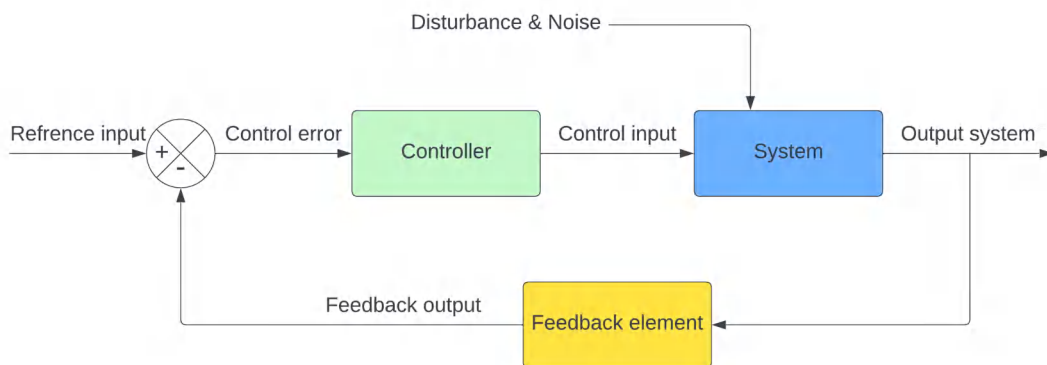 Disturbance & Noise
Refrence input
+
-
Control error
Controller
Control input
System
Output system
Feedback output
Feedback element